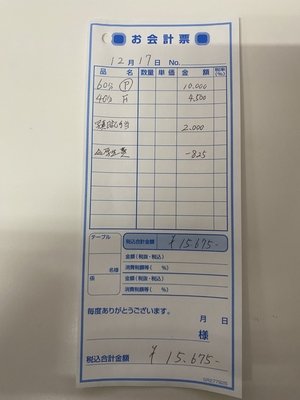 お会計票
12月17日 No.
品名 数量 単価 金額 税率(%)
60分 Ⓟ 10.000
40分 F 4.500
2.000
厚生費 -825
テーブル 税込合計金額 ¥15.675-
金額(税抜・税込)
名様 消費税額等( %)
係 金額(税抜・税込)
消費税額等( %)
毎度ありがとうございます。
月 日
様
税込合計金額 ¥15.675-